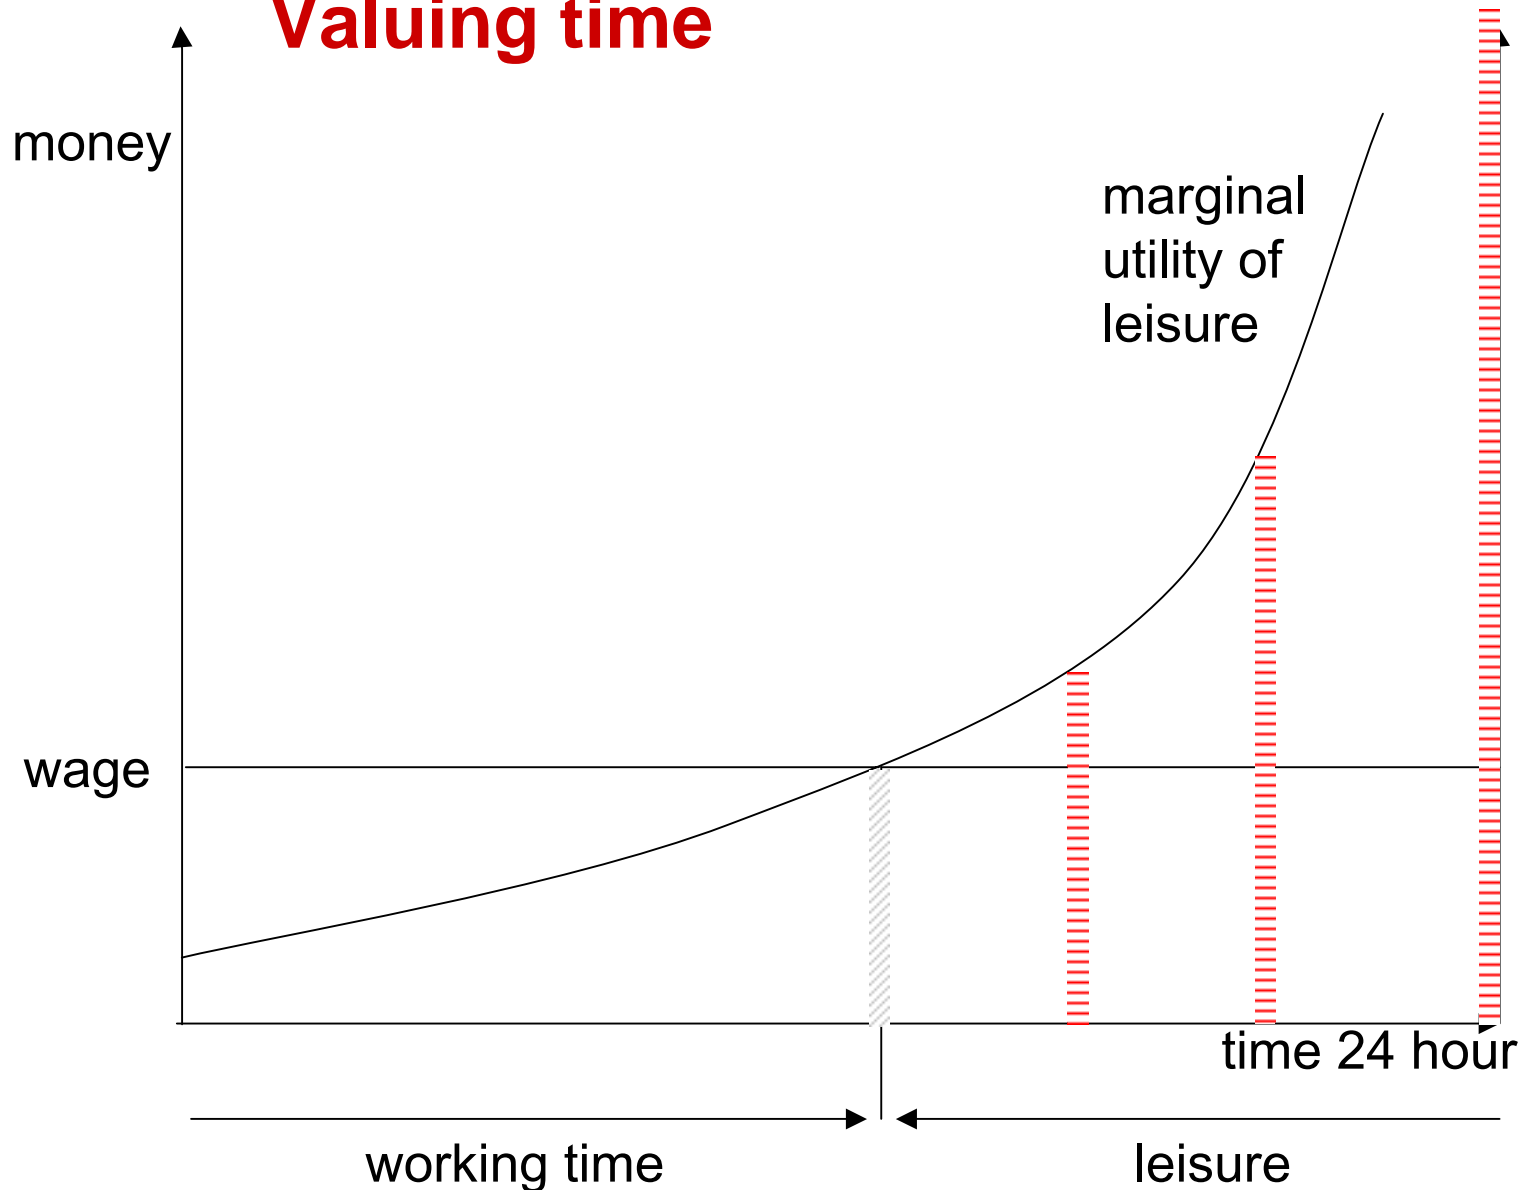 Valuing time
money
marginal
utility of
leisure
wage
time 24 hour
working time
leisure